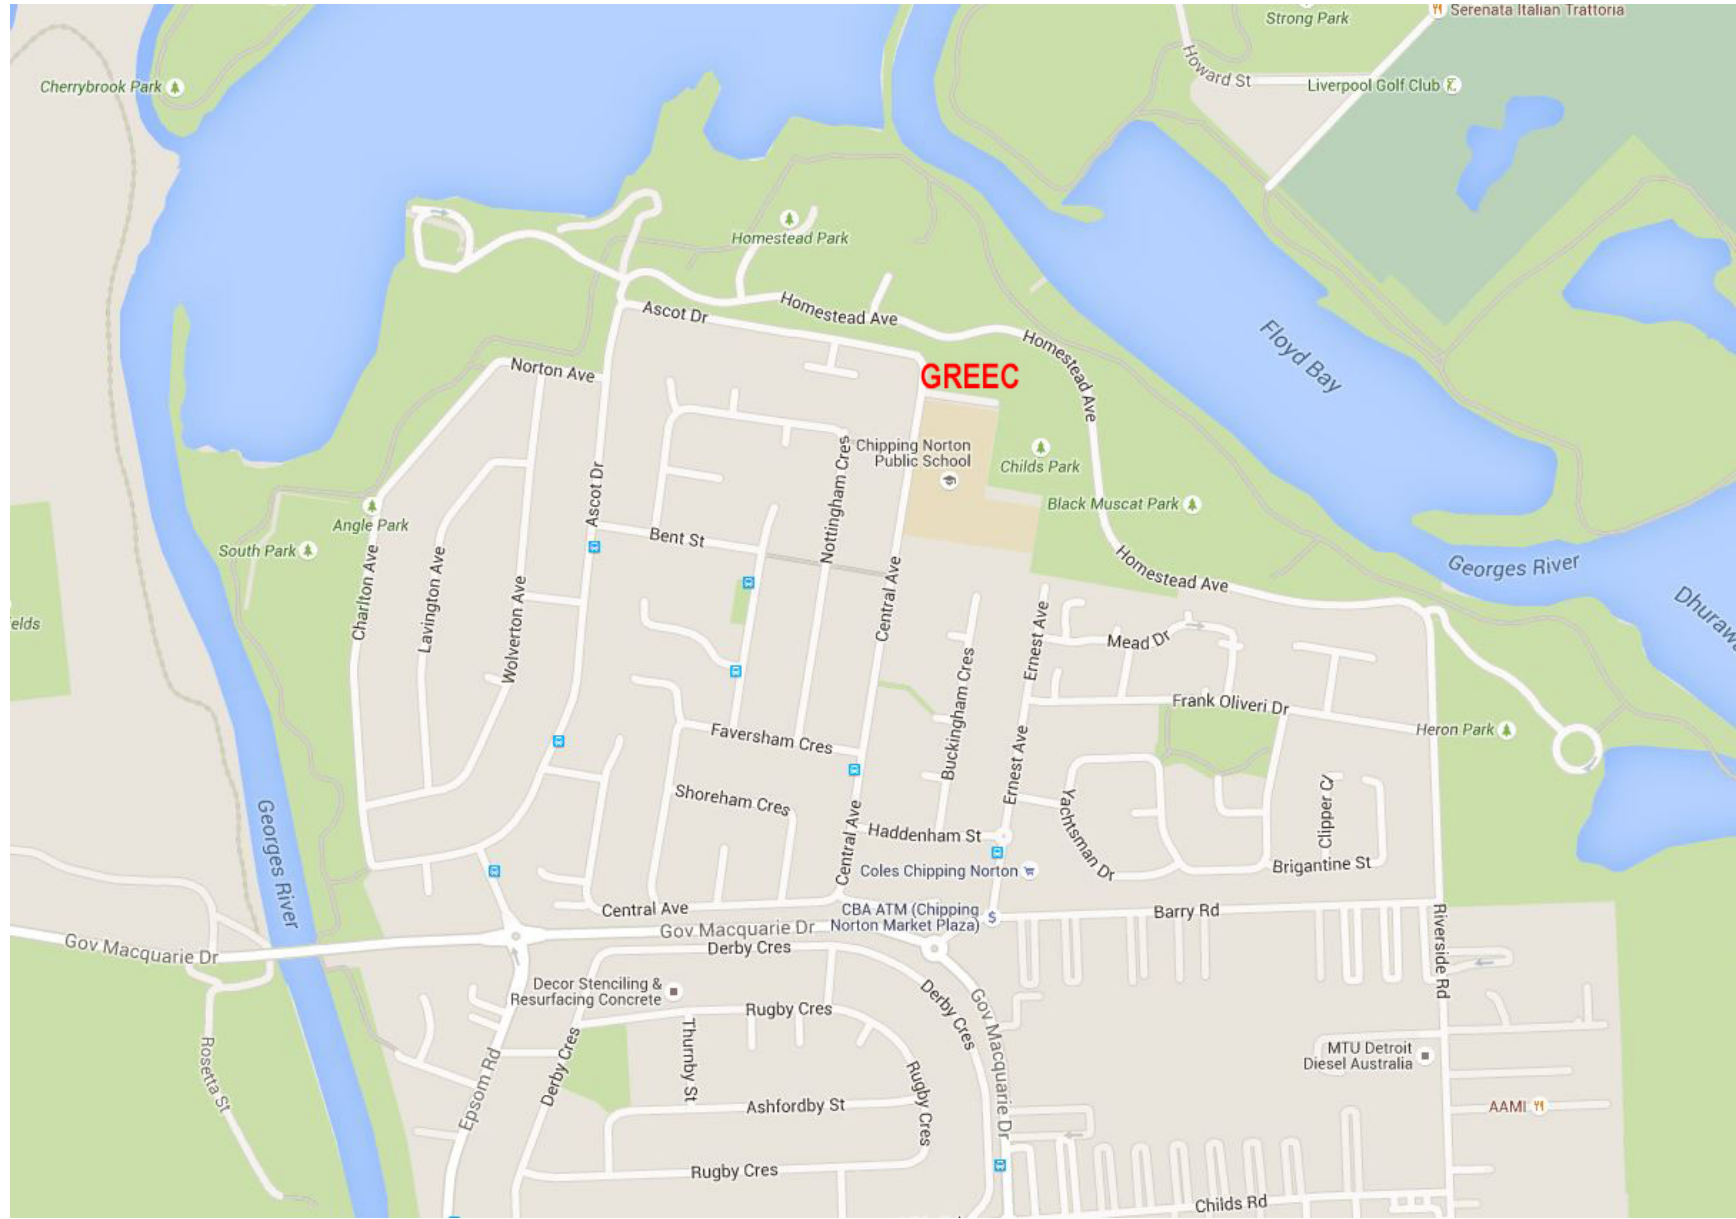 Strong Park
Serenata Italian Trattoria
Howard St
Cherrybrook Park
Liverpool Golf Club
Homestead Park
Ascot Dr
Homestead Ave
Homestead Ave
Floyd Bay
Norton Ave
GREEC
Chipping Norton
Public School
Childs Park
Nottingham Cres
Ascot Dr
Black Muscat Park
Angle Park
South Park
Bent St
Homestead Ave
Georges River
Charlton Ave
Lavington Ave
Wolverton Ave
Central Ave
Ernest Ave
Mead Dr
elds
Buckingham Cres
Frank Oliveri Dr
Heron Park
Faversham Cres
Ernest Ave
Shoreham Cres
Yachtsman Dr
Clipper Cl
Central Ave
Haddenham St
Georges River
Coles Chipping Norton
Brigantine St
Central Ave
CBA ATM (Chipping
Norton Market Plaza)
Barry Rd
Gov Macquarie Dr
Gov Macquarie Dr
Derby Cres
Riverside Rd
Decor Stenciling &
Resurfacing Concrete
Derby Cres
Gov Macquarie Dr
Rugby Cres
Thurnby St
Rosetta St
Epsom Rd
Derby Cres
MTU Detroit
Diesel Australia
Rugby Cres
Ashfordby St
AAMI
Rugby Cres
Childs Rd